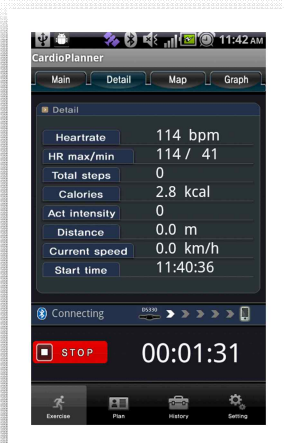 11:42 AM
CardioPlanner
Main Detail Map Graph
Detail
Heartrate 114 bpm
HR max/min 114 / 41
Total steps 0
Calories 2.8 kcal
Act intensity 0
Distance 0.0 m
Current speed 0.0 km/h
Start time 11:40:36
Connecting DS330
STOP 00:01:31
Exercise Plan History Setting